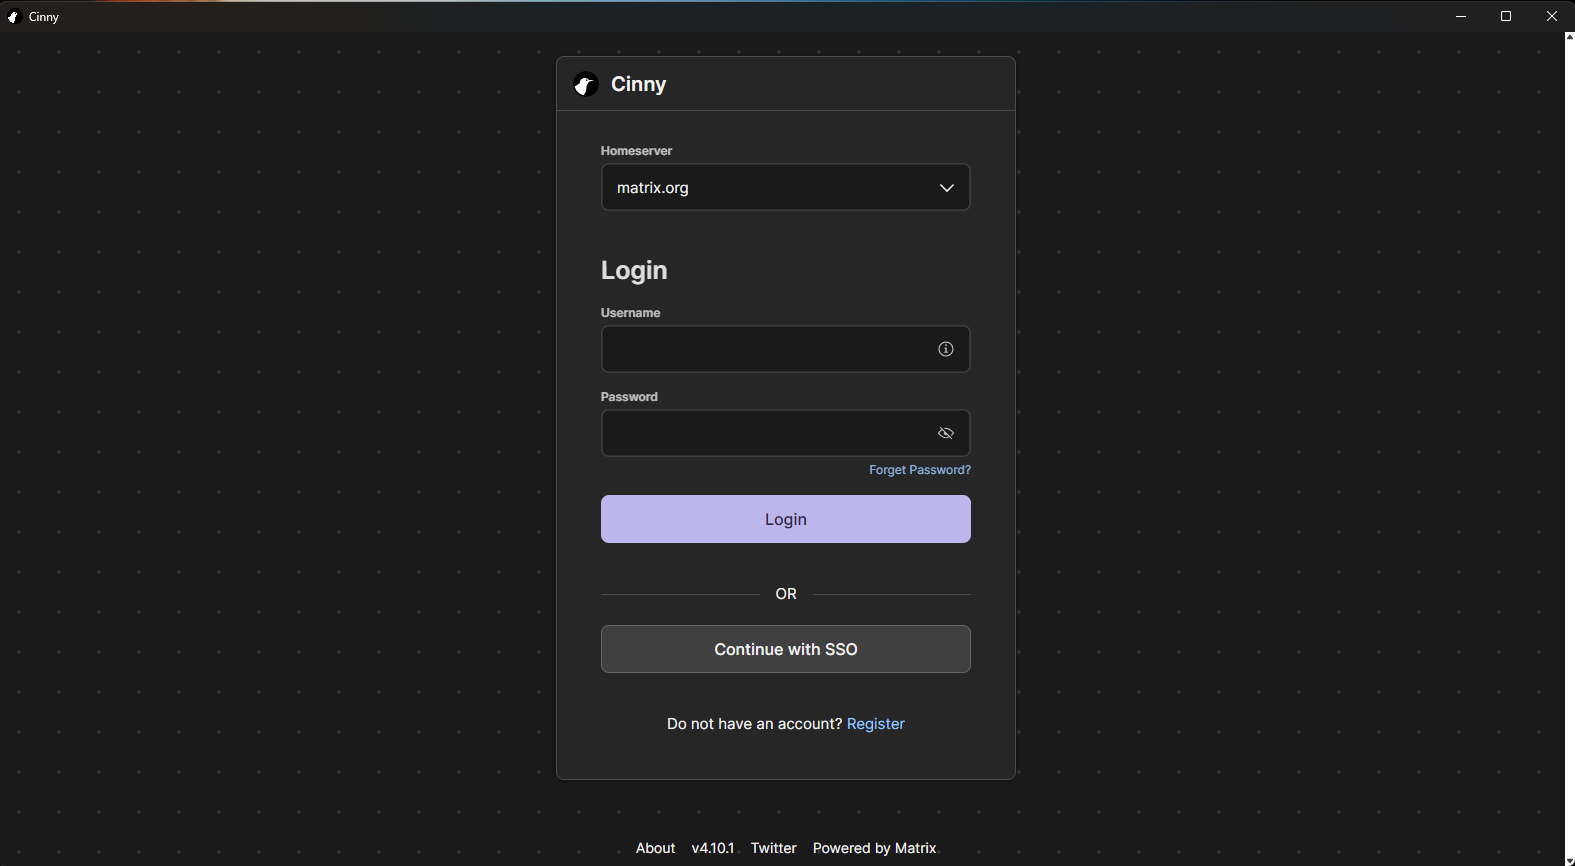 Cinny
Cinny
Homeserver
matrix.org
Login
Username
Password
Forget Password?
Login
OR
Continue with SSO
Do not have an account? Register
About v4.10.1 Twitter Powered by Matrix